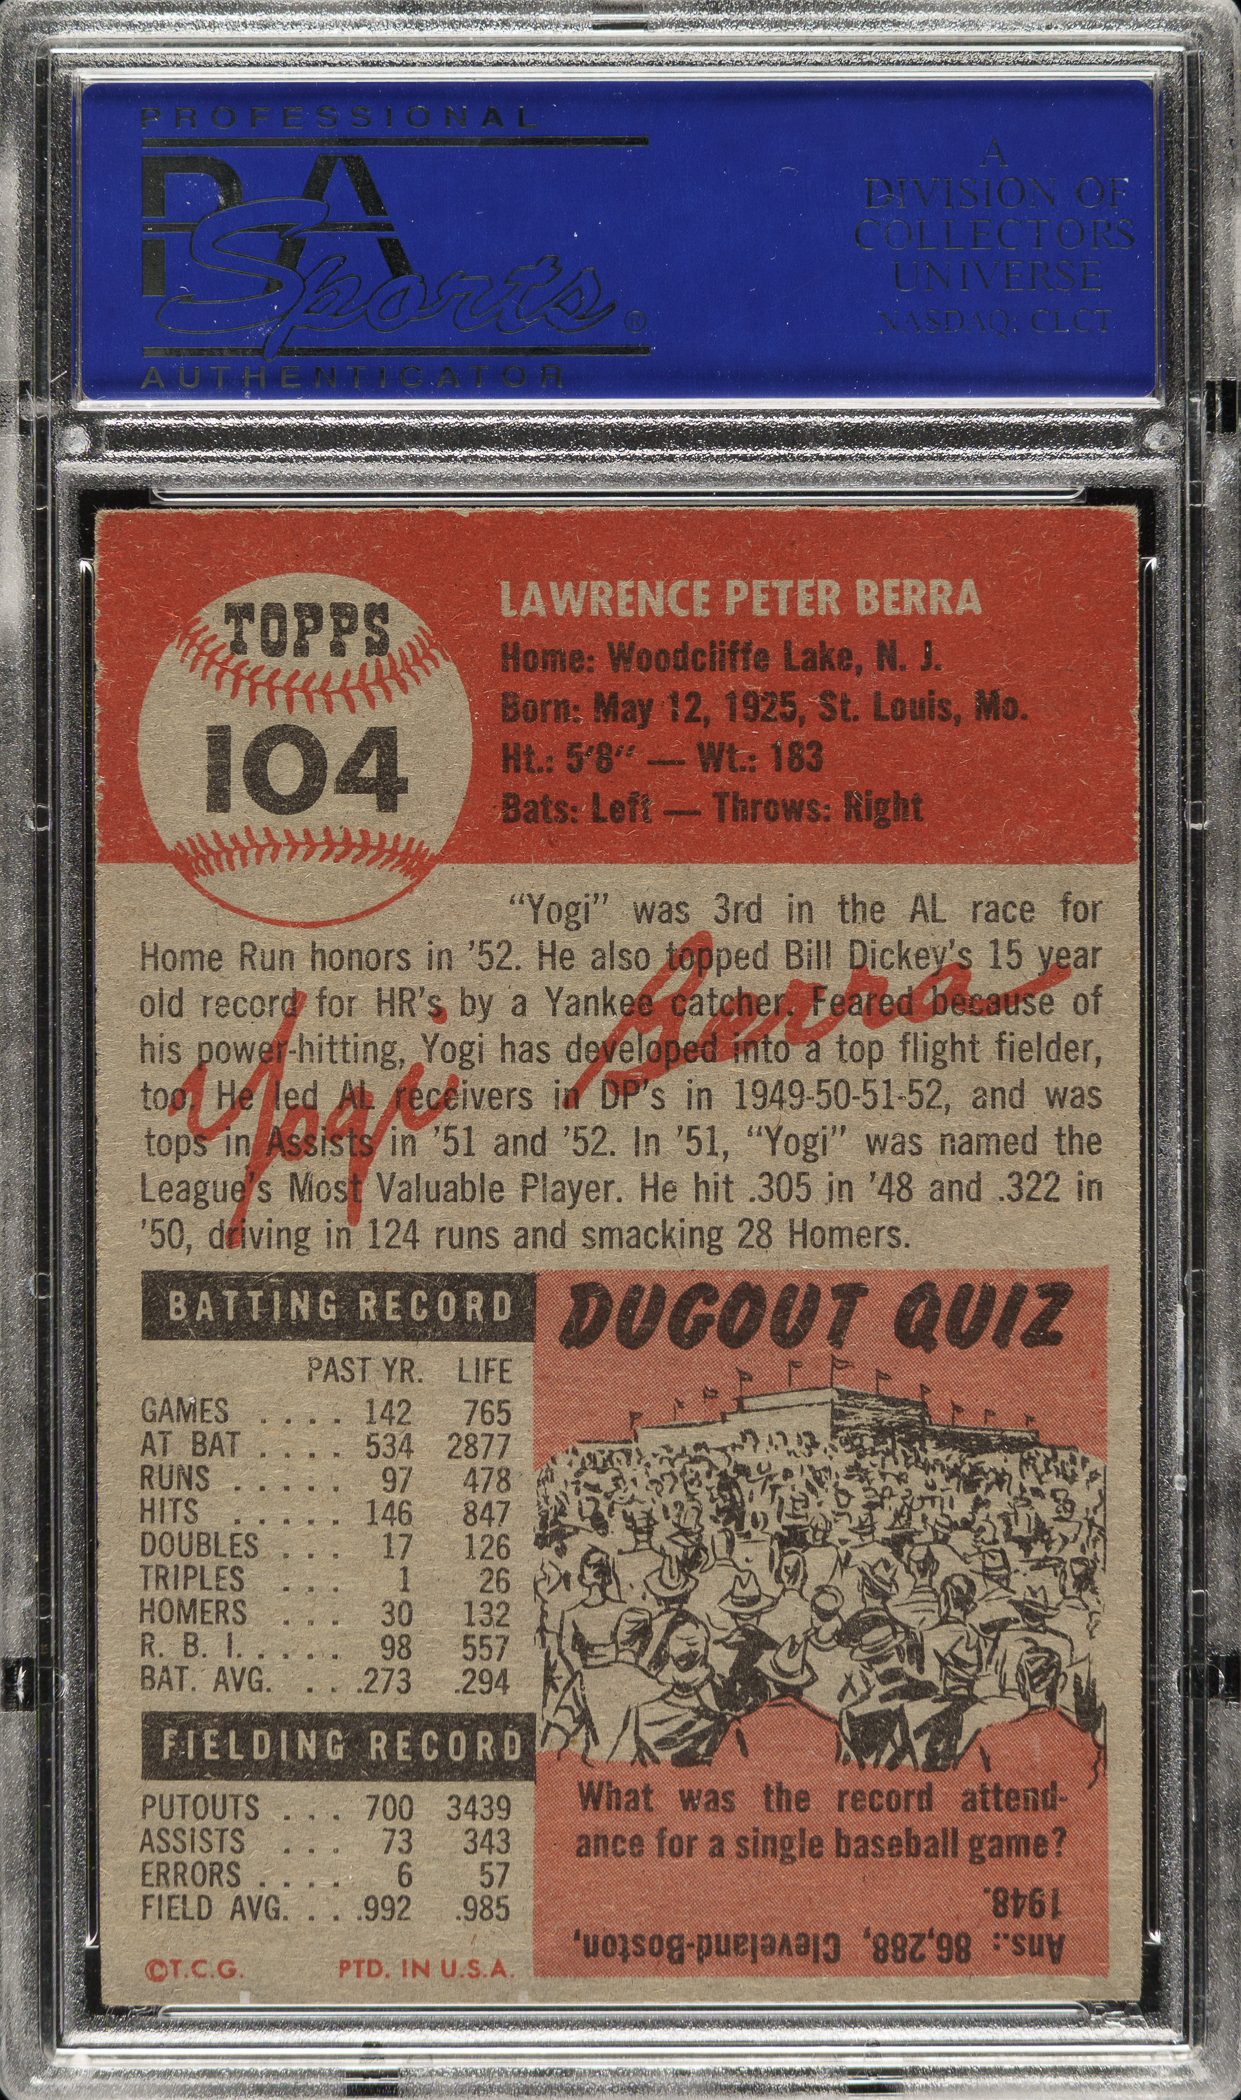 PROFESSIONAL
PSA
Sports®
AUTHENTICATOR
A
DIVISION OF
COLLECTORS
UNIVERSE
NASDAQ: CLCT
TOPPS
104
LAWRENCE PETER BERRA
Home: Woodcliffe Lake, N. J.
Born: May 12, 1925, St. Louis, Mo.
Ht.: 5'8" — Wt.: 183
Bats: Left — Throws: Right
"Yogi" was 3rd in the AL race for
Home Run honors in '52. He also topped Bill Dickey's 15 year
old record for HR's by a Yankee catcher. Feared because of
his power-hitting, Yogi has developed into a top flight fielder,
too. He led AL receivers in DP's in 1949-50-51-52, and was
tops in Assists in '51 and '52. In '51, "Yogi" was named the
League's Most Valuable Player. He hit .305 in '48 and .322 in
'50, driving in 124 runs and smacking 28 Homers.
Yogi Berra
BATTING RECORD
PAST YR. LIFE
GAMES . . . . 142 765
AT BAT . . . . 534 2877
RUNS . . . . . 97 478
HITS . . . . . 146 847
DOUBLES . . . 17 126
TRIPLES . . . 1 26
HOMERS . . . 30 132
R. B. I. . . . . 98 557
BAT. AVG. . . .273 .294
FIELDING RECORD
PUTOUTS . . . 700 3439
ASSISTS . . . 73 343
ERRORS . . . . 6 57
FIELD AVG. . . .992 .985
©T.C.G. PTD. IN U.S.A.
DUGOUT QUIZ
What was the record attend-
ance for a single baseball game?
Ans.: 86,288, Cleveland-Boston,
1948.